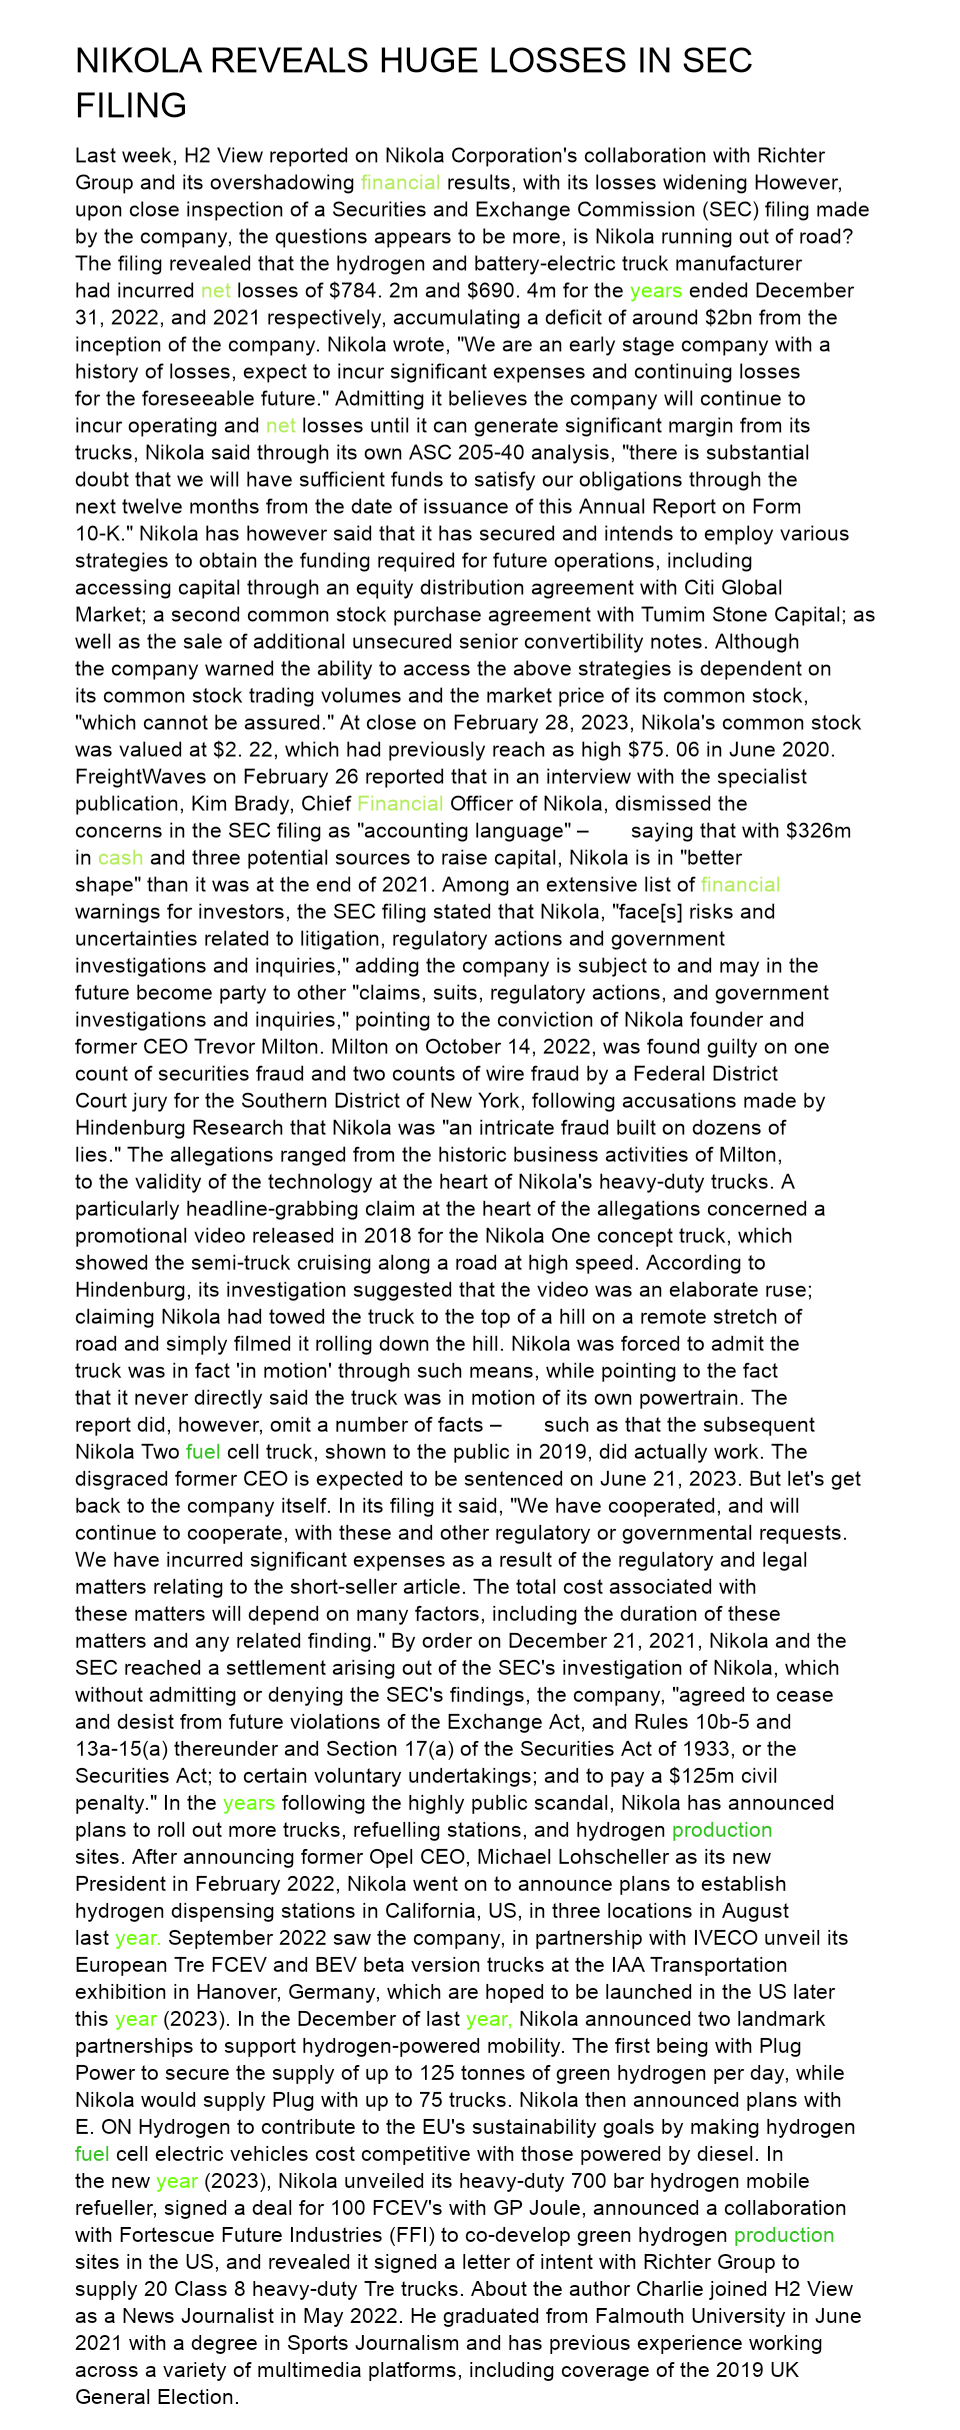 NIKOLA REVEALS HUGE LOSSES IN SEC
FILING
Last week, H2 View reported on Nikola Corporation's collaboration with Richter
Group and its overshadowing financial results, with its losses widening However,
upon close inspection of a Securities and Exchange Commission (SEC) filing made
by the company, the questions appears to be more, is Nikola running out of road?
The filing revealed that the hydrogen and battery-electric truck manufacturer
had incurred net losses of $784. 2m and $690. 4m for the years ended December
31, 2022, and 2021 respectively, accumulating a deficit of around $2bn from the
inception of the company. Nikola wrote, "We are an early stage company with a
history of losses, expect to incur significant expenses and continuing losses
for the foreseeable future." Admitting it believes the company will continue to
incur operating and net losses until it can generate significant margin from its
trucks, Nikola said through its own ASC 205-40 analysis, "there is substantial
doubt that we will have sufficient funds to satisfy our obligations through the
next twelve months from the date of issuance of this Annual Report on Form
10-K." Nikola has however said that it has secured and intends to employ various
strategies to obtain the funding required for future operations, including
accessing capital through an equity distribution agreement with Citi Global
Market; a second common stock purchase agreement with Tumim Stone Capital; as
well as the sale of additional unsecured senior convertibility notes. Although
the company warned the ability to access the above strategies is dependent on
its common stock trading volumes and the market price of its common stock,
"which cannot be assured." At close on February 28, 2023, Nikola's common stock
was valued at $2. 22, which had previously reach as high $75. 06 in June 2020.
FreightWaves on February 26 reported that in an interview with the specialist
publication, Kim Brady, Chief Financial Officer of Nikola, dismissed the
concerns in the SEC filing as "accounting language" – saying that with $326m
in cash and three potential sources to raise capital, Nikola is in "better
shape" than it was at the end of 2021. Among an extensive list of financial
warnings for investors, the SEC filing stated that Nikola, "face[s] risks and
uncertainties related to litigation, regulatory actions and government
investigations and inquiries," adding the company is subject to and may in the
future become party to other "claims, suits, regulatory actions, and government
investigations and inquiries," pointing to the conviction of Nikola founder and
former CEO Trevor Milton. Milton on October 14, 2022, was found guilty on one
count of securities fraud and two counts of wire fraud by a Federal District
Court jury for the Southern District of New York, following accusations made by
Hindenburg Research that Nikola was "an intricate fraud built on dozens of
lies." The allegations ranged from the historic business activities of Milton,
to the validity of the technology at the heart of Nikola's heavy-duty trucks. A
particularly headline-grabbing claim at the heart of the allegations concerned a
promotional video released in 2018 for the Nikola One concept truck, which
showed the semi-truck cruising along a road at high speed. According to
Hindenburg, its investigation suggested that the video was an elaborate ruse;
claiming Nikola had towed the truck to the top of a hill on a remote stretch of
road and simply filmed it rolling down the hill. Nikola was forced to admit the
truck was in fact 'in motion' through such means, while pointing to the fact
that it never directly said the truck was in motion of its own powertrain. The
report did, however, omit a number of facts – such as that the subsequent
Nikola Two fuel cell truck, shown to the public in 2019, did actually work. The
disgraced former CEO is expected to be sentenced on June 21, 2023. But let's get
back to the company itself. In its filing it said, "We have cooperated, and will
continue to cooperate, with these and other regulatory or governmental requests.
We have incurred significant expenses as a result of the regulatory and legal
matters relating to the short-seller article. The total cost associated with
these matters will depend on many factors, including the duration of these
matters and any related finding." By order on December 21, 2021, Nikola and the
SEC reached a settlement arising out of the SEC's investigation of Nikola, which
without admitting or denying the SEC's findings, the company, "agreed to cease
and desist from future violations of the Exchange Act, and Rules 10b-5 and
13a-15(a) thereunder and Section 17(a) of the Securities Act of 1933, or the
Securities Act; to certain voluntary undertakings; and to pay a $125m civil
penalty." In the years following the highly public scandal, Nikola has announced
plans to roll out more trucks, refuelling stations, and hydrogen production
sites. After announcing former Opel CEO, Michael Lohscheller as its new
President in February 2022, Nikola went on to announce plans to establish
hydrogen dispensing stations in California, US, in three locations in August
last year. September 2022 saw the company, in partnership with IVECO unveil its
European Tre FCEV and BEV beta version trucks at the IAA Transportation
exhibition in Hanover, Germany, which are hoped to be launched in the US later
this year (2023). In the December of last year, Nikola announced two landmark
partnerships to support hydrogen-powered mobility. The first being with Plug
Power to secure the supply of up to 125 tonnes of green hydrogen per day, while
Nikola would supply Plug with up to 75 trucks. Nikola then announced plans with
E. ON Hydrogen to contribute to the EU's sustainability goals by making hydrogen
fuel cell electric vehicles cost competitive with those powered by diesel. In
the new year (2023), Nikola unveiled its heavy-duty 700 bar hydrogen mobile
refueller, signed a deal for 100 FCEV's with GP Joule, announced a collaboration
with Fortescue Future Industries (FFI) to co-develop green hydrogen production
sites in the US, and revealed it signed a letter of intent with Richter Group to
supply 20 Class 8 heavy-duty Tre trucks. About the author Charlie joined H2 View
as a News Journalist in May 2022. He graduated from Falmouth University in June
2021 with a degree in Sports Journalism and has previous experience working
across a variety of multimedia platforms, including coverage of the 2019 UK
General Election.